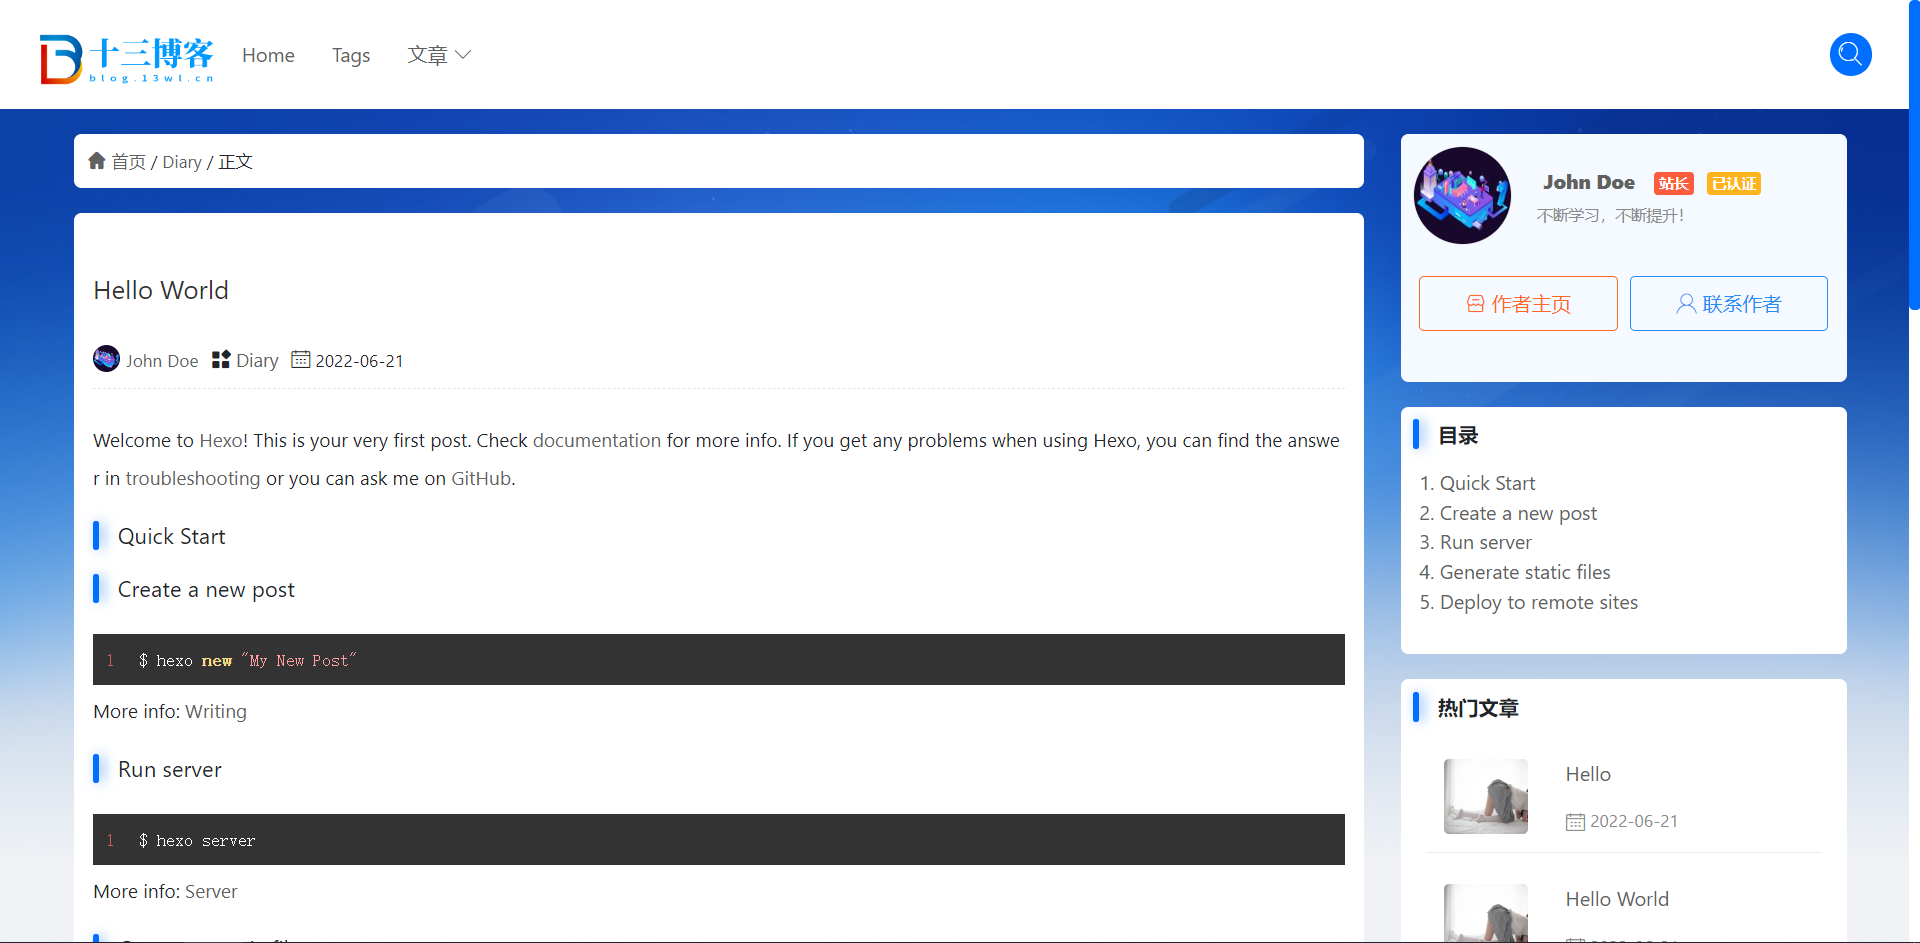 十三博客
blog.13wl.cn
Home Tags 文章
首页 / Diary / 正文
Hello World
John Doe Diary 2022-06-21
Welcome to Hexo! This is your very first post. Check documentation for more info. If you get any problems when using Hexo, you can find the answe
r in troubleshooting or you can ask me on GitHub.
Quick Start
Create a new post
1 $ hexo new "My New Post"
More info: Writing
Run server
1 $ hexo server
More info: Server
John Doe 站长 已认证
不断学习，不断提升！
作者主页 联系作者
目录
1. Quick Start
2. Create a new post
3. Run server
4. Generate static files
5. Deploy to remote sites
热门文章
Hello
2022-06-21
Hello World